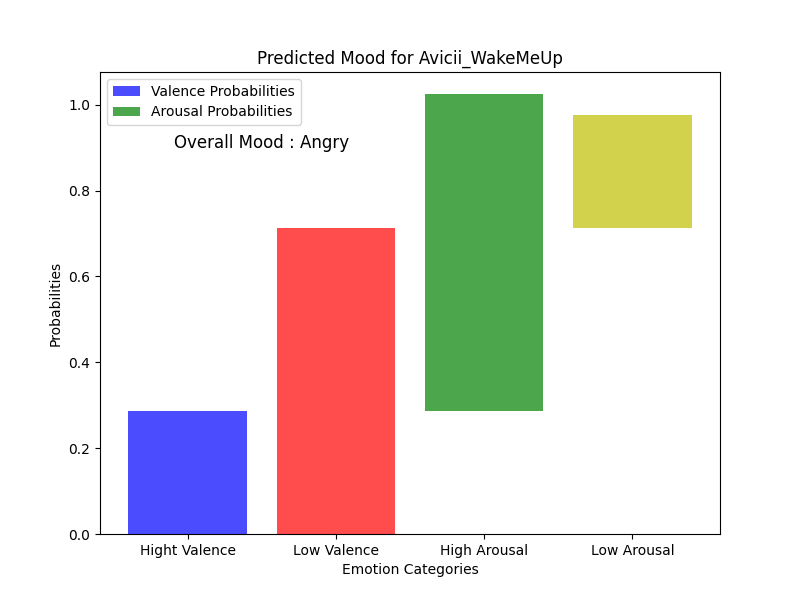 Predicted Mood for Avicii_WakeMeUp
Valence Probabilities
Arousal Probabilities
Overall Mood : Angry
Probabilities
1.0
0.8
0.6
0.4
0.2
0.0
Hight Valence
Low Valence
High Arousal
Low Arousal
Emotion Categories